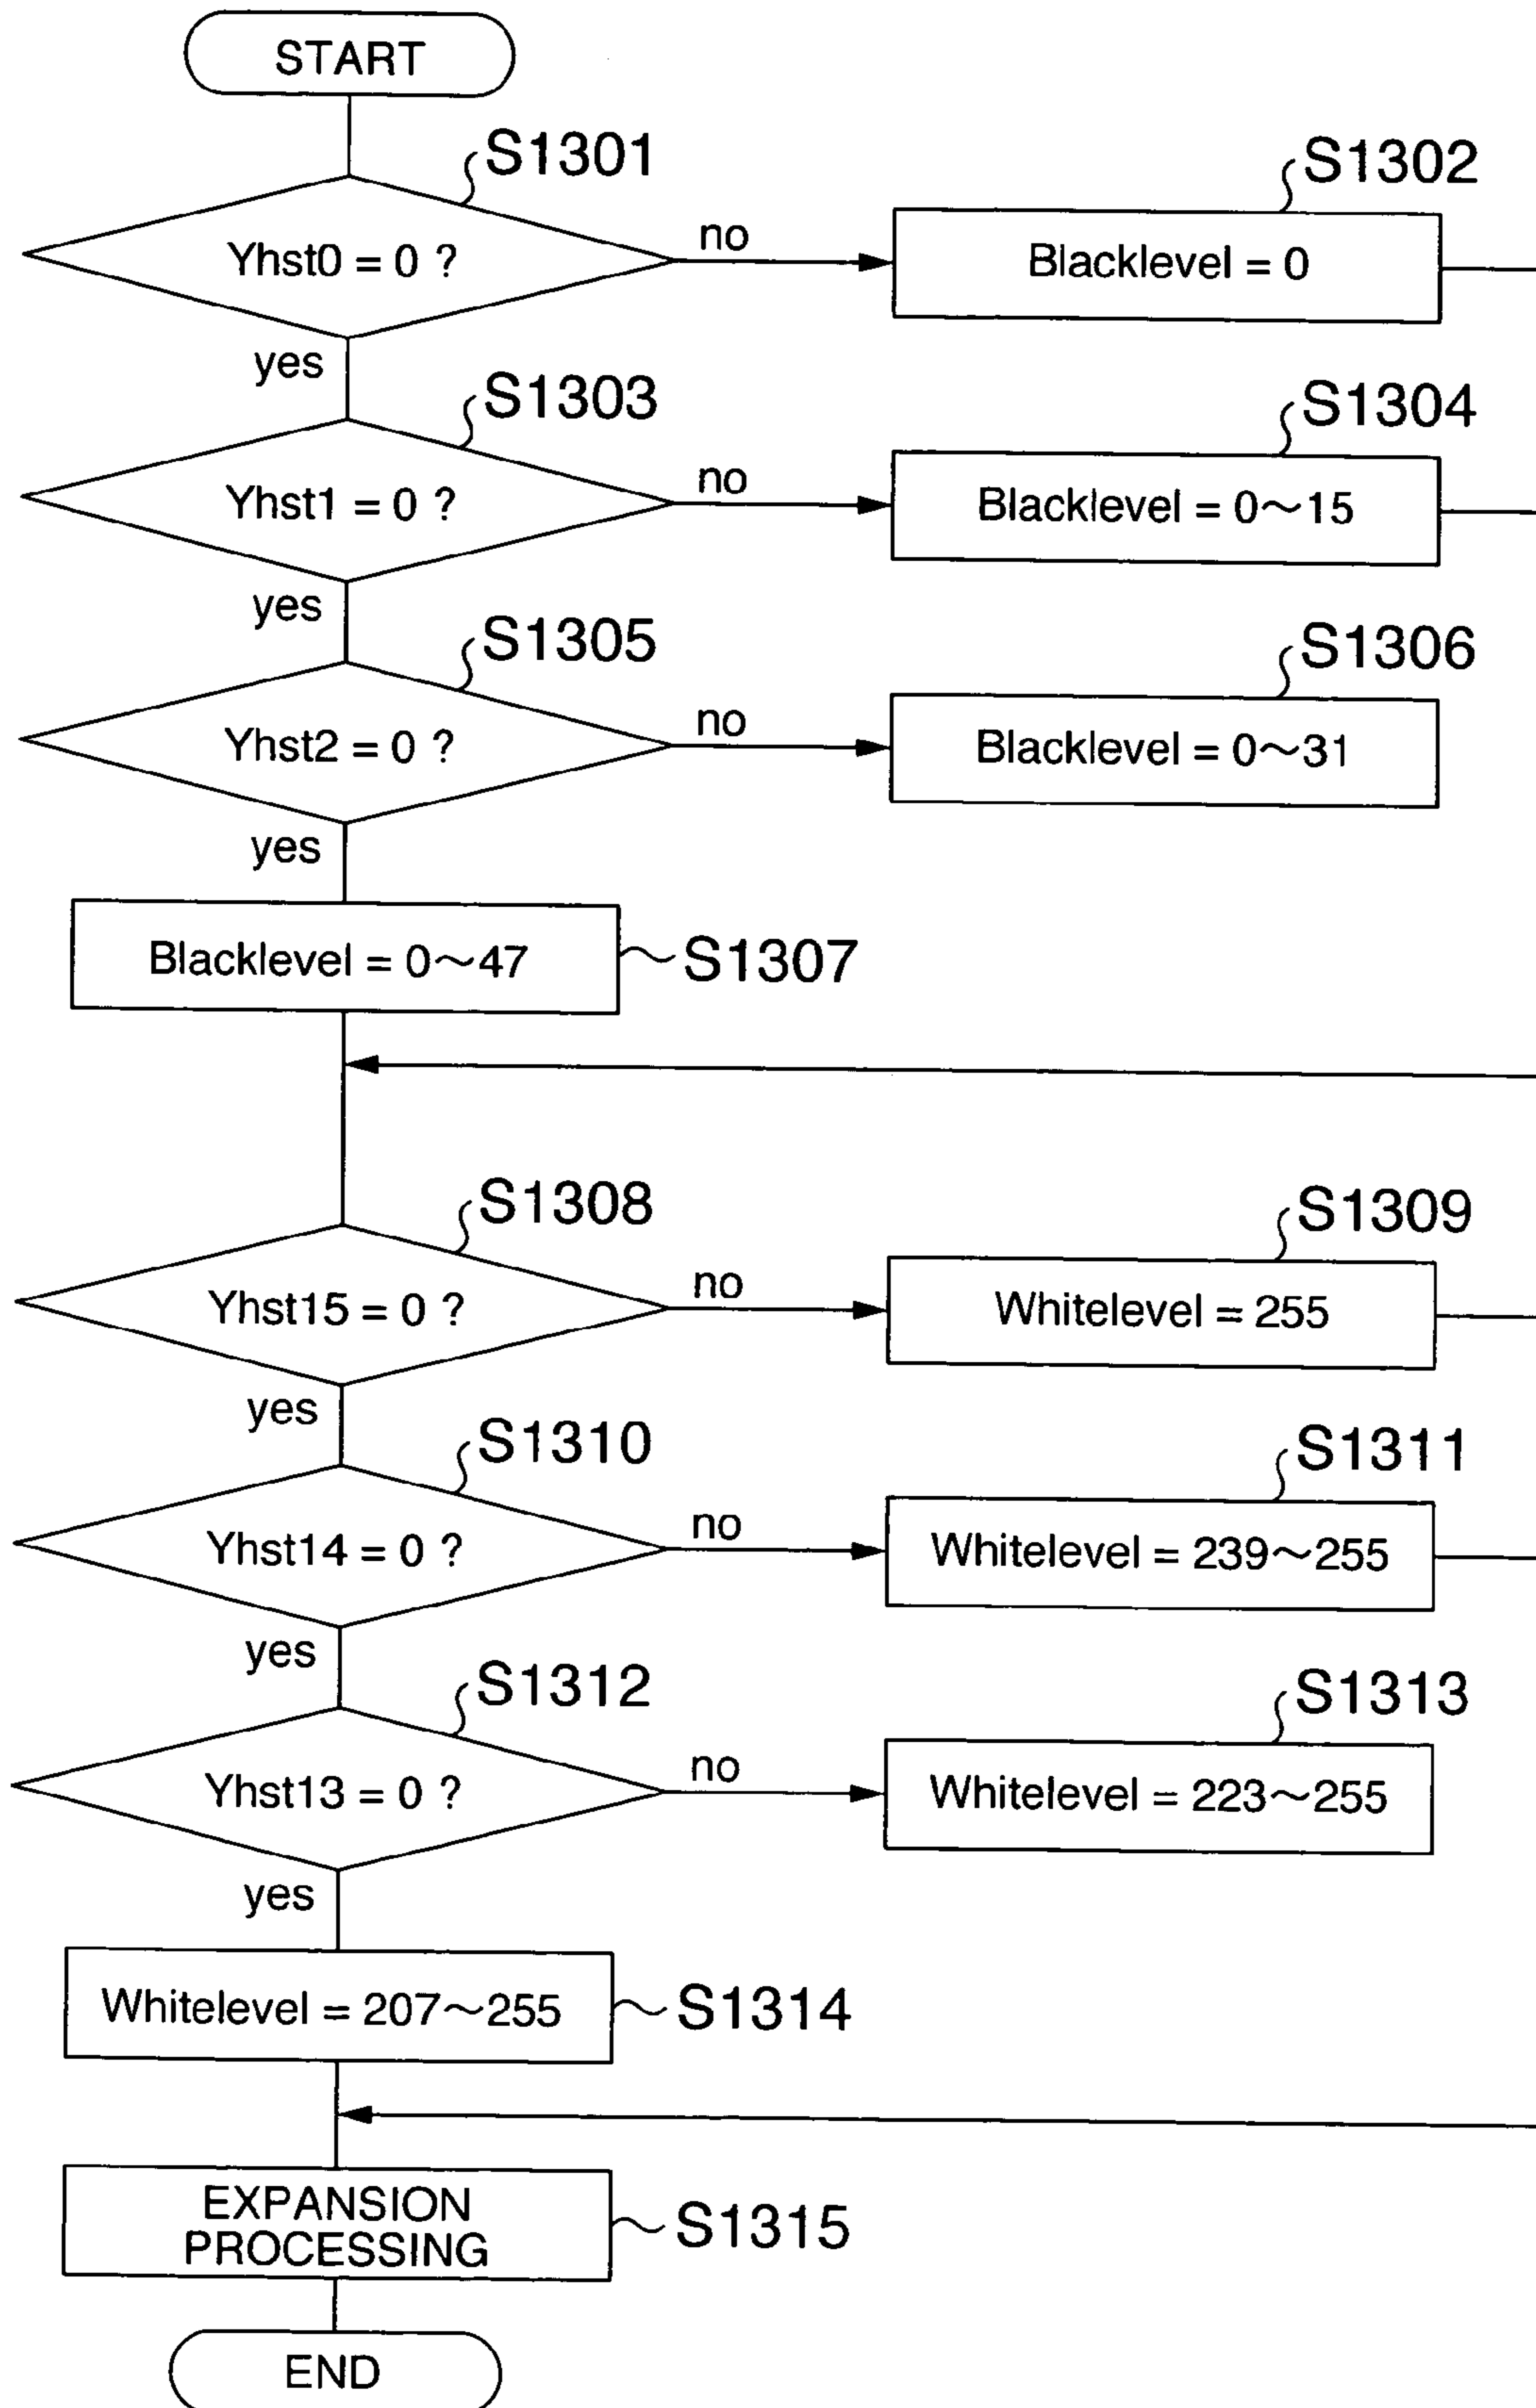 START
S1301
S1302
Yhst0 = 0 ?
no
Blacklevel = 0
yes
S1303
S1304
Yhst1 = 0 ?
no
Blacklevel = 0～15
yes
S1305
S1306
Yhst2 = 0 ?
no
Blacklevel = 0～31
yes
Blacklevel = 0～47
S1307
S1308
S1309
Yhst15 = 0 ?
no
Whitelevel = 255
yes
S1310
S1311
Yhst14 = 0 ?
no
Whitelevel = 239～255
yes
S1312
S1313
Yhst13 = 0 ?
no
Whitelevel = 223～255
yes
Whitelevel = 207～255
S1314
EXPANSION
PROCESSING
S1315
END